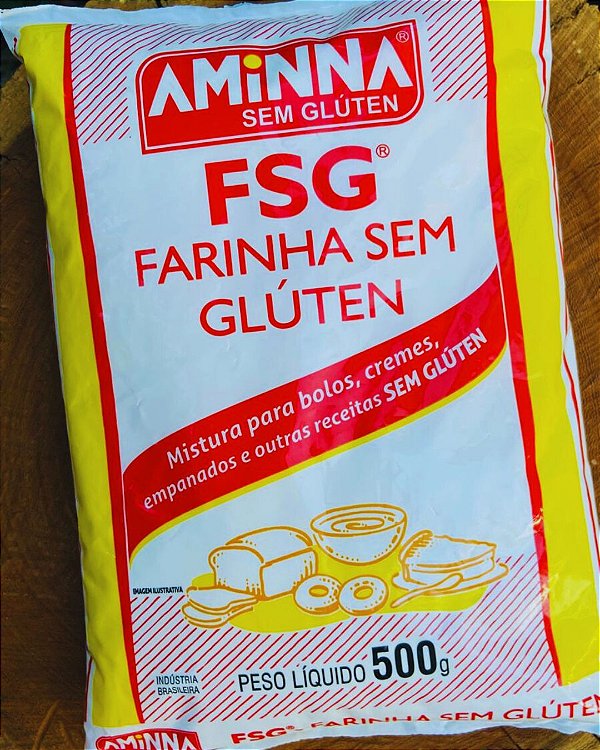 AMiNNA®
SEM GLÚTEN
FSG®
FARINHA SEM
GLÚTEN
Mistura para bolos, cremes,
empanados e outras receitas SEM GLÚTEN
IMAGEM ILUSTRATIVA
INDÚSTRIA
BRASILEIRA
PESO LÍQUIDO 500g
AMiNNA
FSG® FARINHA SEM GLÚTEN